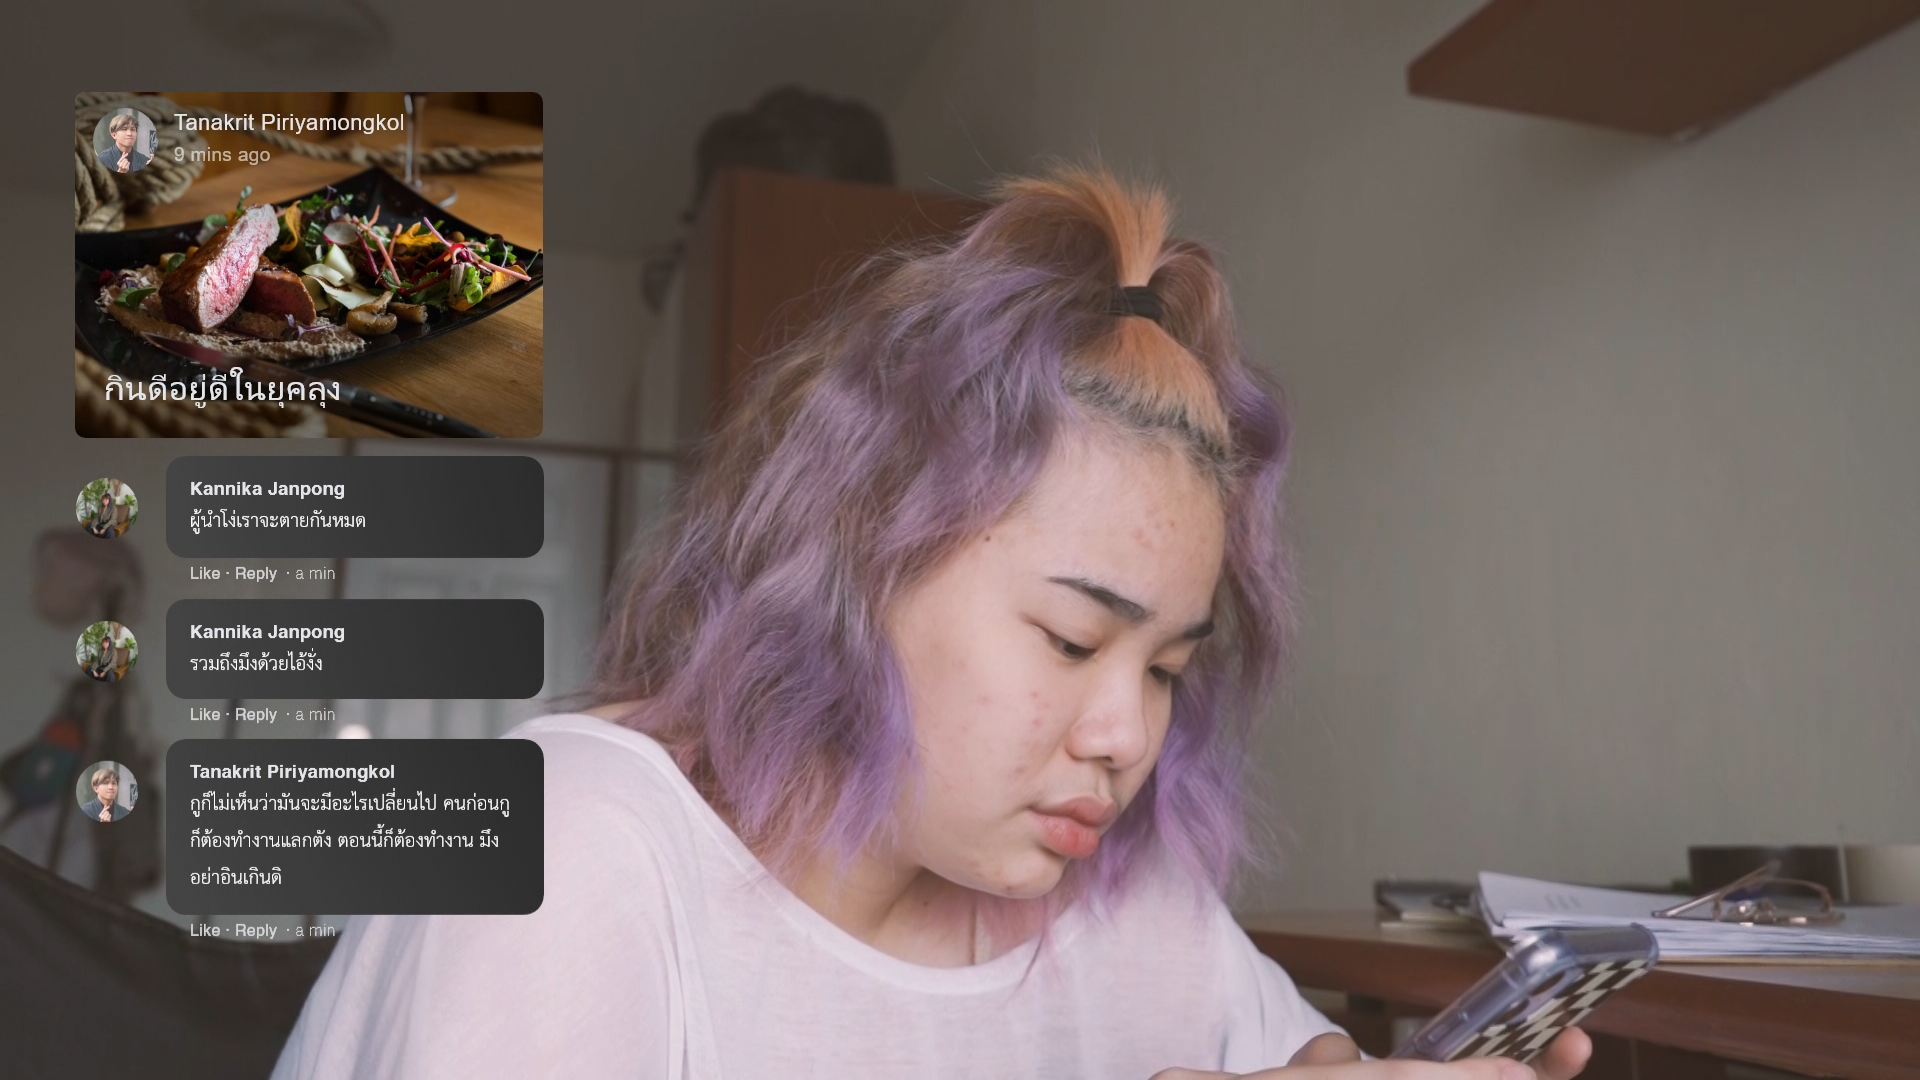 Tanakrit Piriyamongkol
9 mins ago
กินดีอยู่ดีในยุคลุง
Kannika Janpong
ผู้นำโง่เราจะตายกันหมด
Like · Reply · a min
Kannika Janpong
รวมถึงมึงด้วยไอ้งั่ง
Like · Reply · a min
Tanakrit Piriyamongkol
กูก็ไม่เห็นว่ามันจะมีอะไรเปลี่ยนไป คนก่อนกู
ก็ต้องทำงานแลกตัง ตอนนี้ก็ต้องทำงาน มึง
อย่าอินเกินดิ
Like · Reply · a min